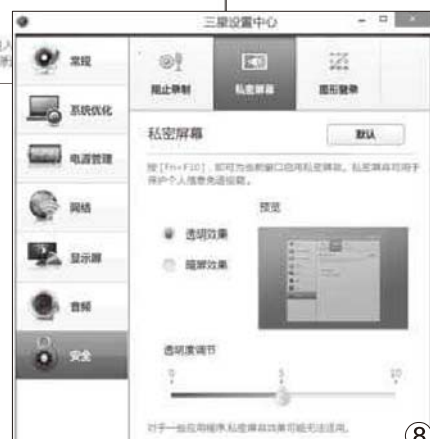 三星设置中心
常规
系统优化
电源管理
网络
显示屏
音频
安全
阻止录制
私密屏幕
图形登录
私密屏幕
默认
按 [Fn+F10]，即可为当前窗口启用私密屏幕。私密屏幕可用于
保护个人信息免遭
预览
透明效果
暗屏效果
透明度调节
0 5 10
对于一些应用程序,私密屏幕效果可能无法适用。
⑧